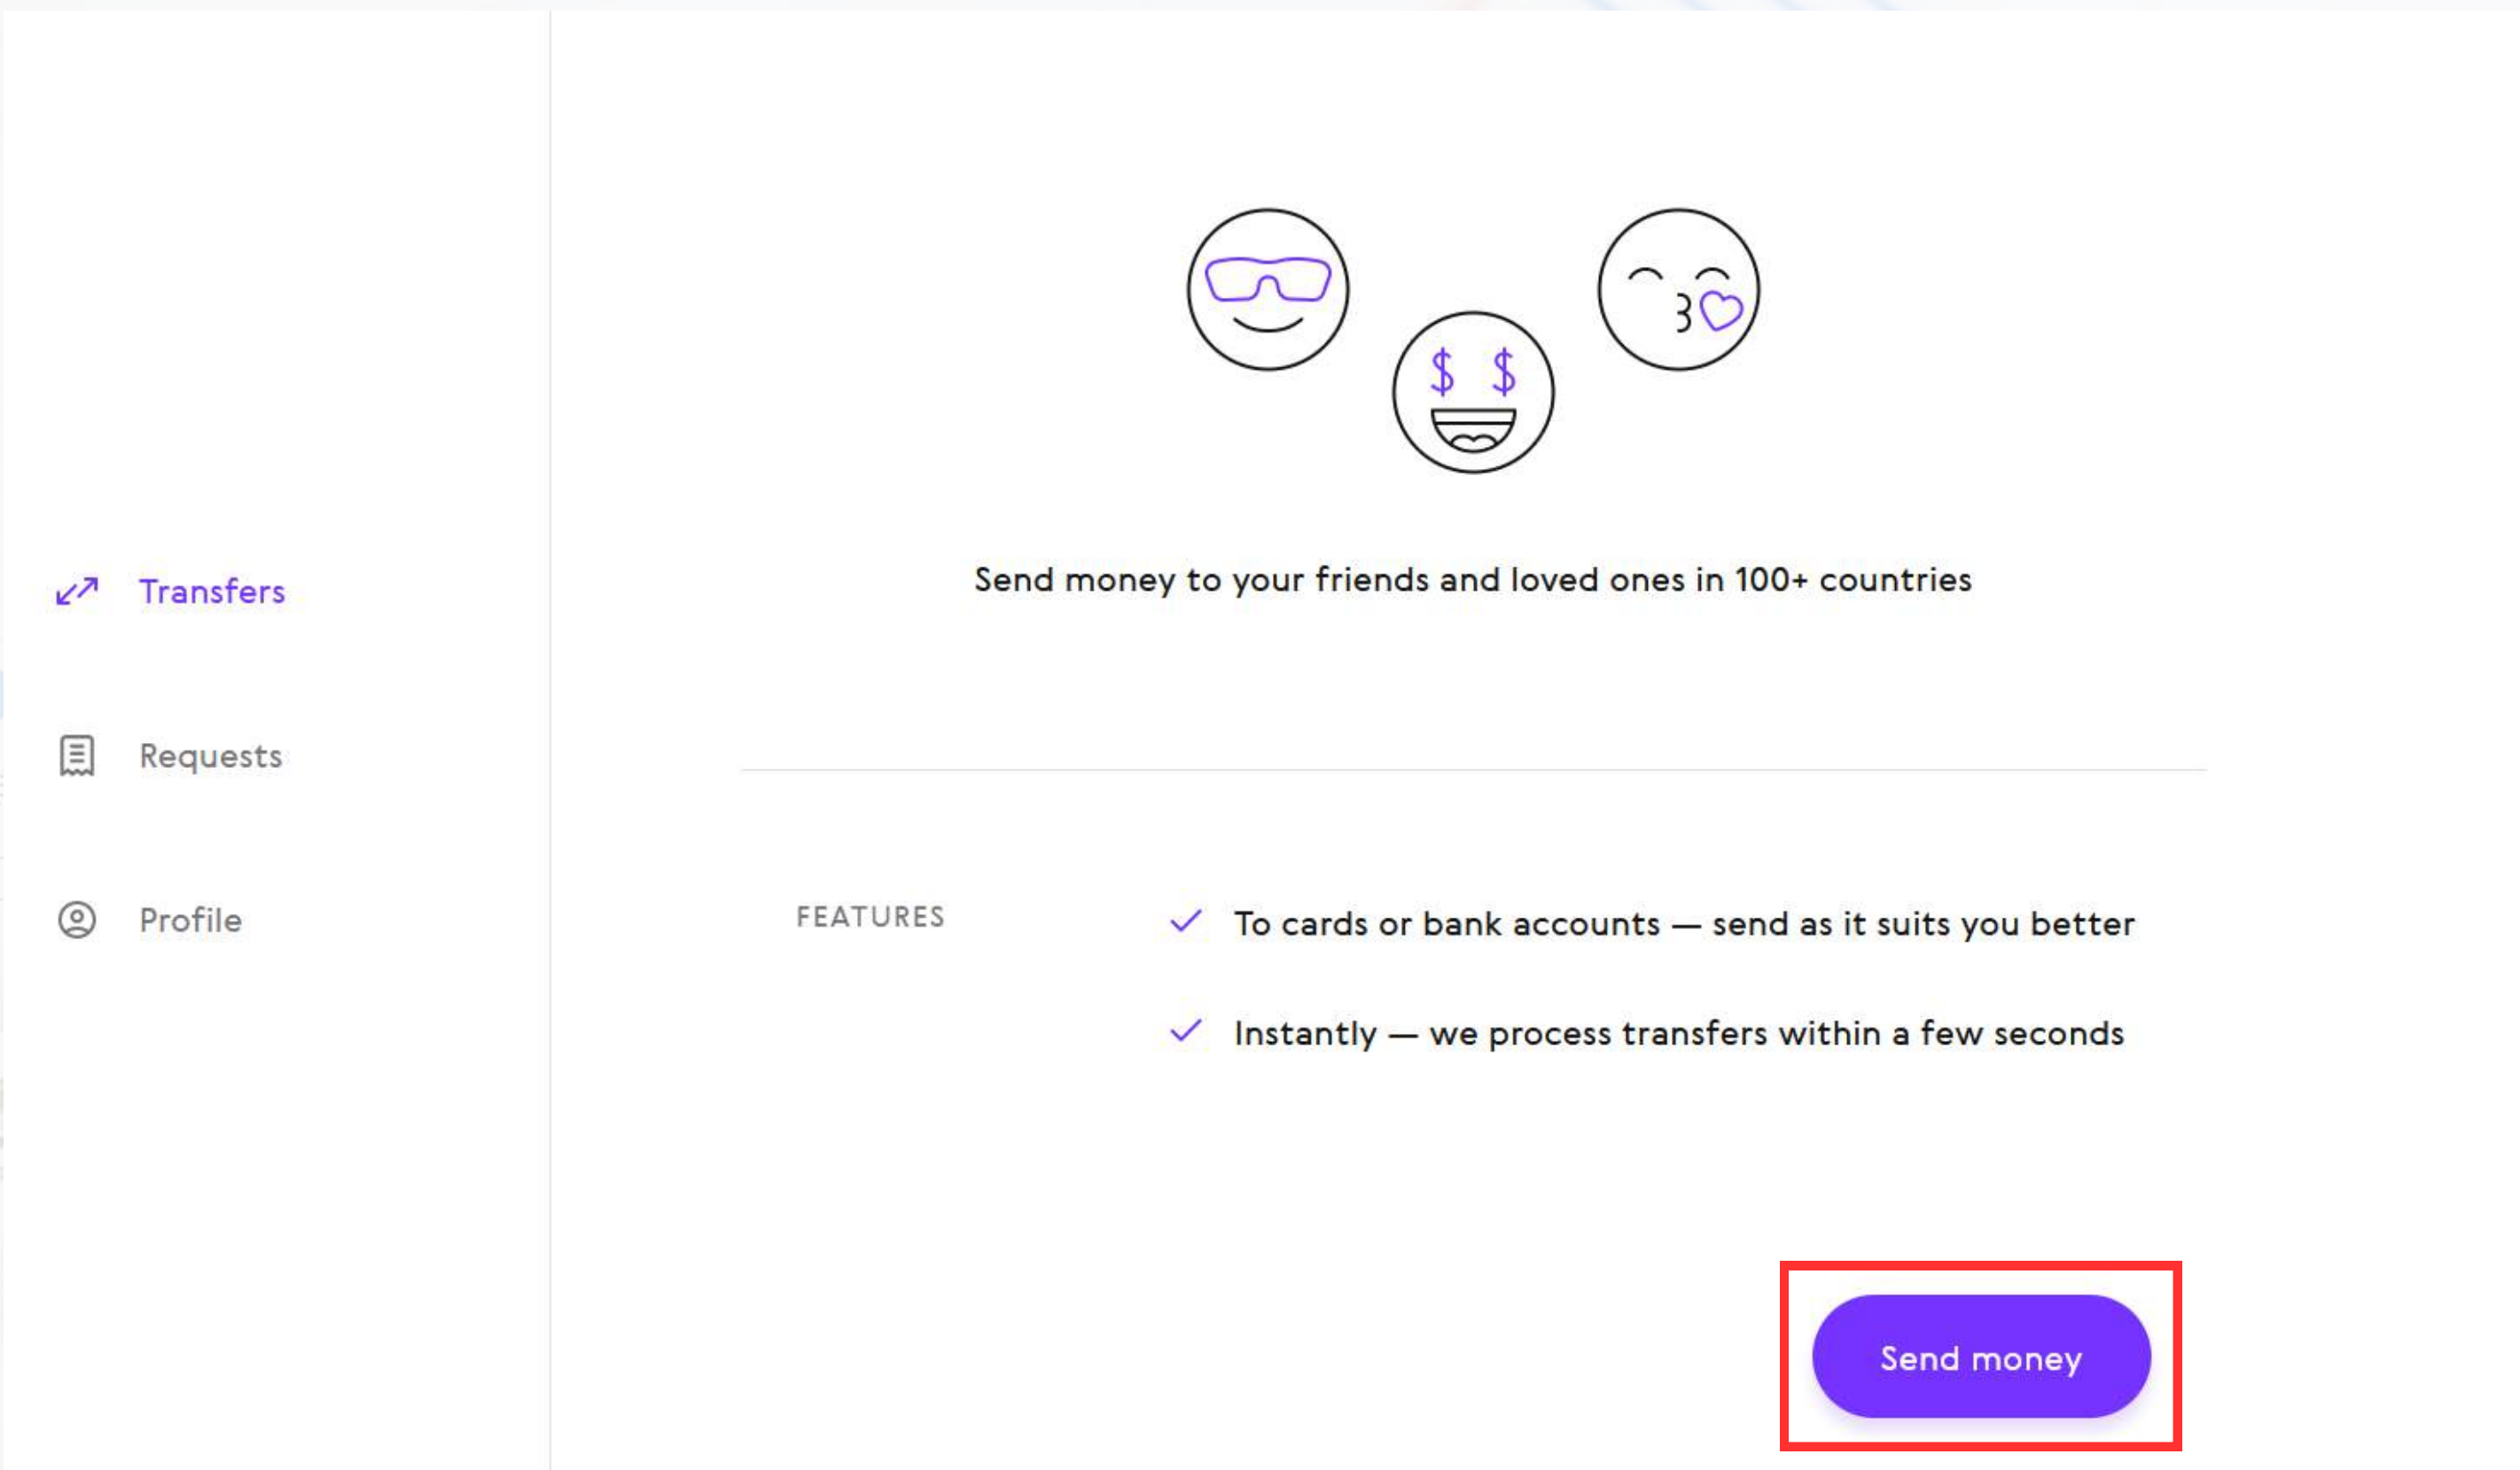 Transfers
Requests
Profile
$ $
Send money to your friends and loved ones in 100+ countries
FEATURES
To cards or bank accounts — send as it suits you better
Instantly — we process transfers within a few seconds
Send money